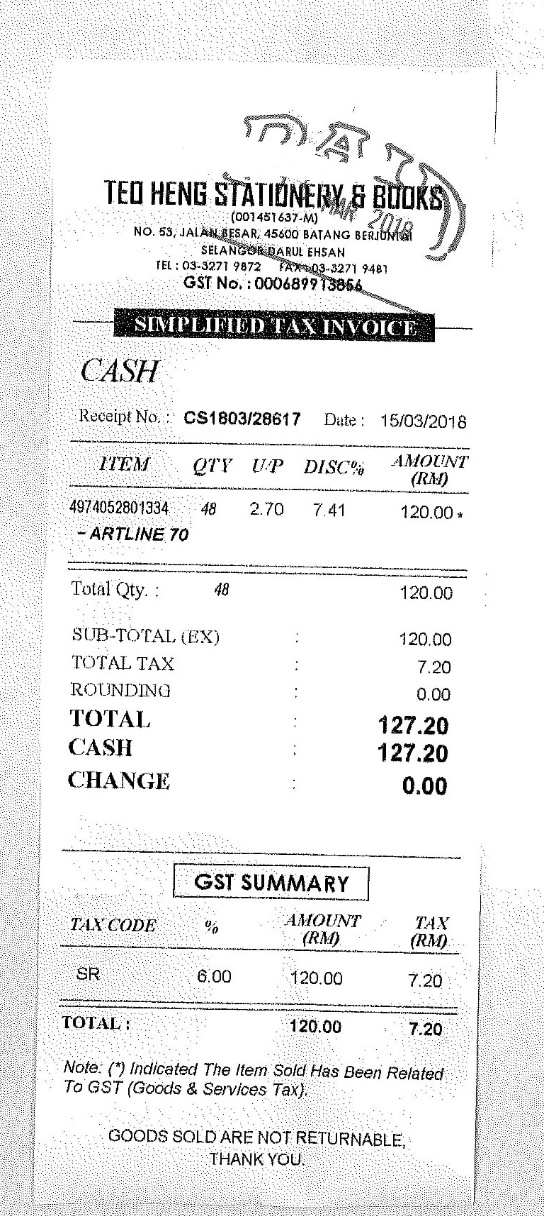 PAID
MAR 2018
TEO HENG STATIONERY & BOOKS
(001451637-M)
NO. 53, JALAN BESAR, 45600 BATANG BERJUNTAI
SELANGOR DARUL EHSAN
TEL : 03-3271 9872 FAX : 03-3271 9481
GST No. : 000689913856
SIMPLIFIED TAX INVOICE
CASH
Receipt No. : CS1803/28617 Date : 15/03/2018
ITEM QTY U/P DISC% AMOUNT
(RM)
4974052801334 48 2.70 7.41 120.00 *
- ARTLINE 70
Total Qty. : 48 120.00
SUB-TOTAL (EX) : 120.00
TOTAL TAX : 7.20
ROUNDING : 0.00
TOTAL : 127.20
CASH : 127.20
CHANGE : 0.00
GST SUMMARY
TAX CODE % AMOUNT TAX
(RM) (RM)
SR 6.00 120.00 7.20
TOTAL : 120.00 7.20
Note: (*) Indicated The Item Sold Has Been Related
To GST (Goods & Services Tax).
GOODS SOLD ARE NOT RETURNABLE,
THANK YOU.